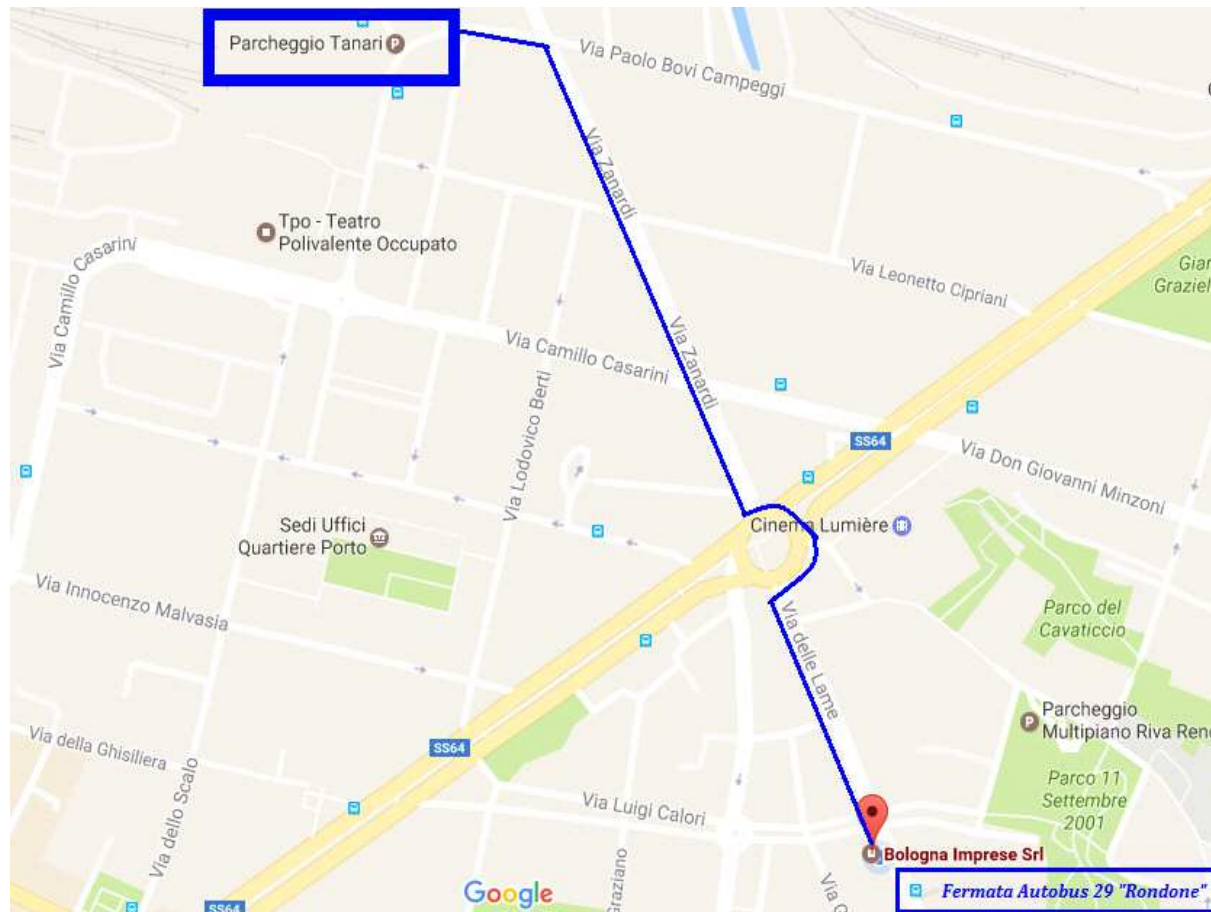 Parcheggio Tanari
Via Paolo Bovi Campeggi
Via Zanardi
Tpo - Teatro
Polivalente Occupato
Via Camillo Casarini
Via Leonetto Cipriani
Via Zanardi
Via Camillo Casarini
Via Lodovico Berti
SS64
Via Don Giovanni Minzoni
Sedi Uffici
Quartiere Porto
Cinema Lumière
Via Innocenzo Malvasia
Parco del
Cavaticcio
Via delle Lame
Parcheggio
Multipiano Riva Reno
Via della Ghisiliera
SS64
Via dello Scalo
Via Luigi Calori
Parco 11
Settembre
2001
Bologna Imprese Srl
Graziano
Google
Fermata Autobus 29 "Rondone"
SS64